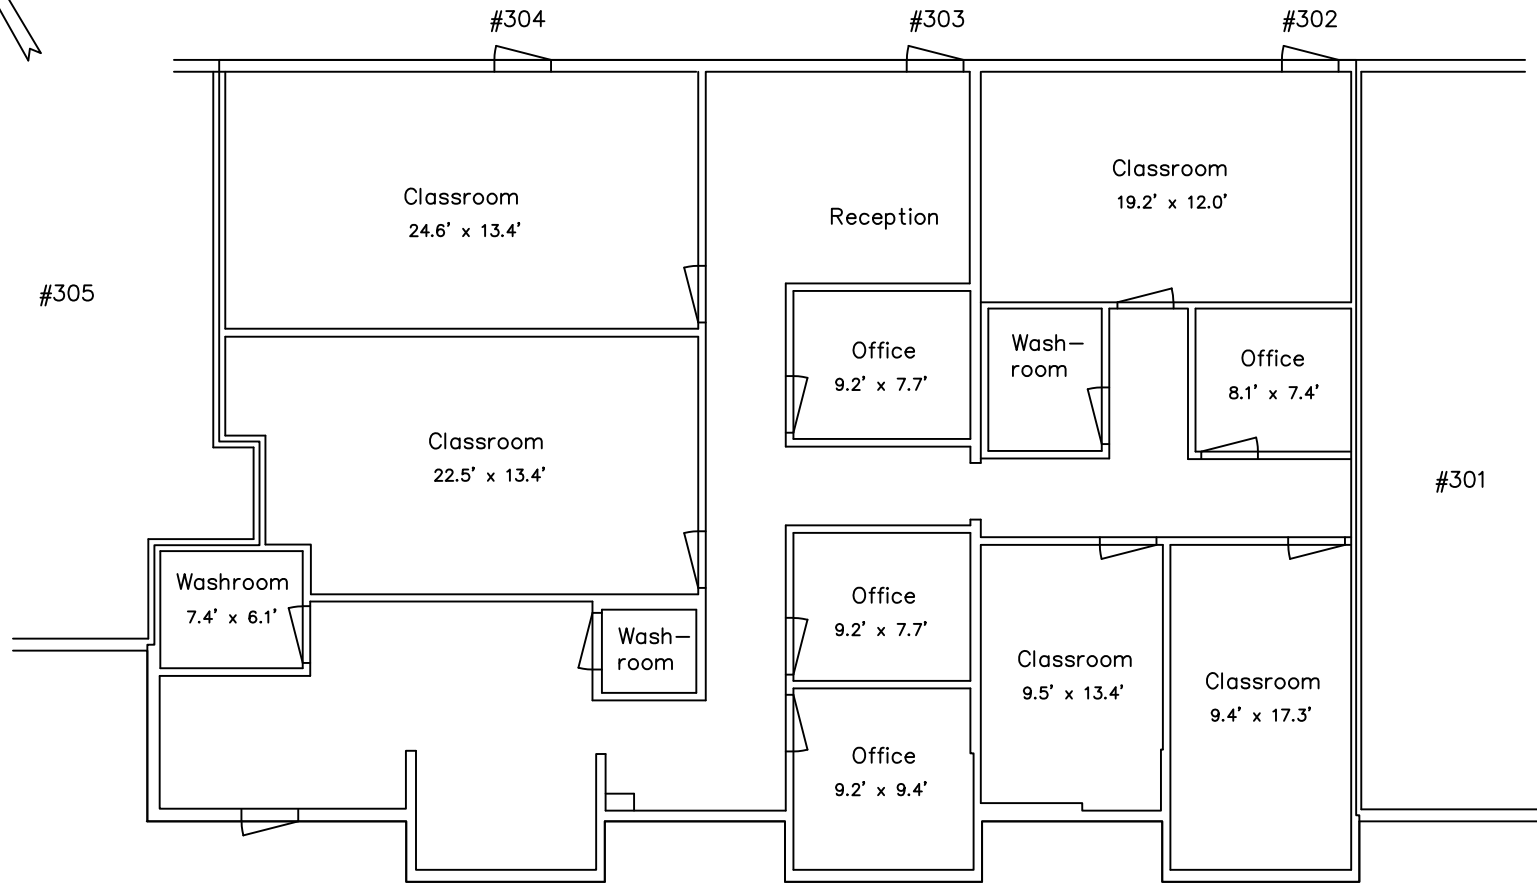 #304
#303
#302
Classroom
24.6' x 13.4'
Reception
Classroom
19.2' x 12.0'
#305
Office
9.2' x 7.7'
Wash-
room
Office
8.1' x 7.4'
Classroom
22.5' x 13.4'
#301
Washroom
7.4' x 6.1'
Wash-
room
Office
9.2' x 7.7'
Classroom
9.5' x 13.4'
Classroom
9.4' x 17.3'
Office
9.2' x 9.4'